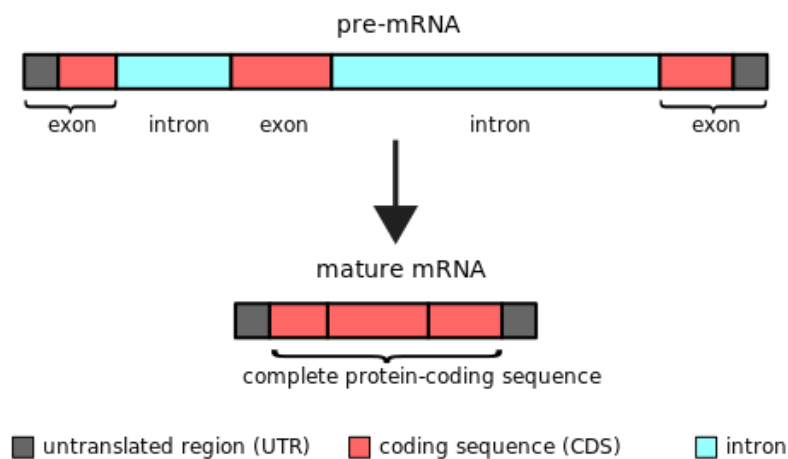 pre-mRNA
exon intron exon intron exon
mature mRNA
complete protein-coding sequence
untranslated region (UTR) coding sequence (CDS) intron